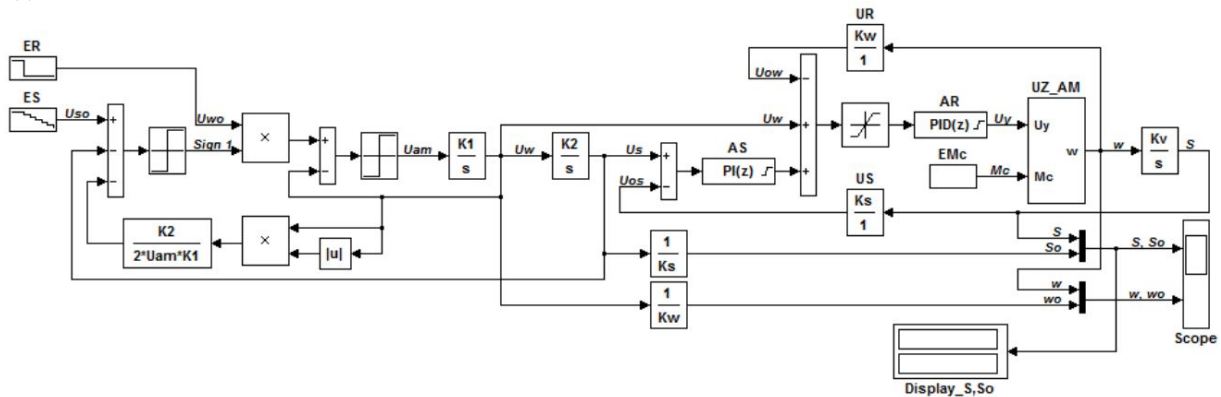 UR
ER
Kw
1
Uow
−
ES
UZ_AM
Uso
+
Uwo
×
AR
Uw
+
PID(z)
Uy
Uy
−
Sign 1
+
Uam
K1
s
Uw
K2
s
Us
+
AS
w
w
Kv
s
S
−
−
EMc
−
Uos
PI(z)
+
Mc
Mc
US
K2
2*Uam*K1
×
|u|
Ks
1
1
Ks
S
So
S, So
1
Kw
w
wo
w, wo
Scope
Display_S,So